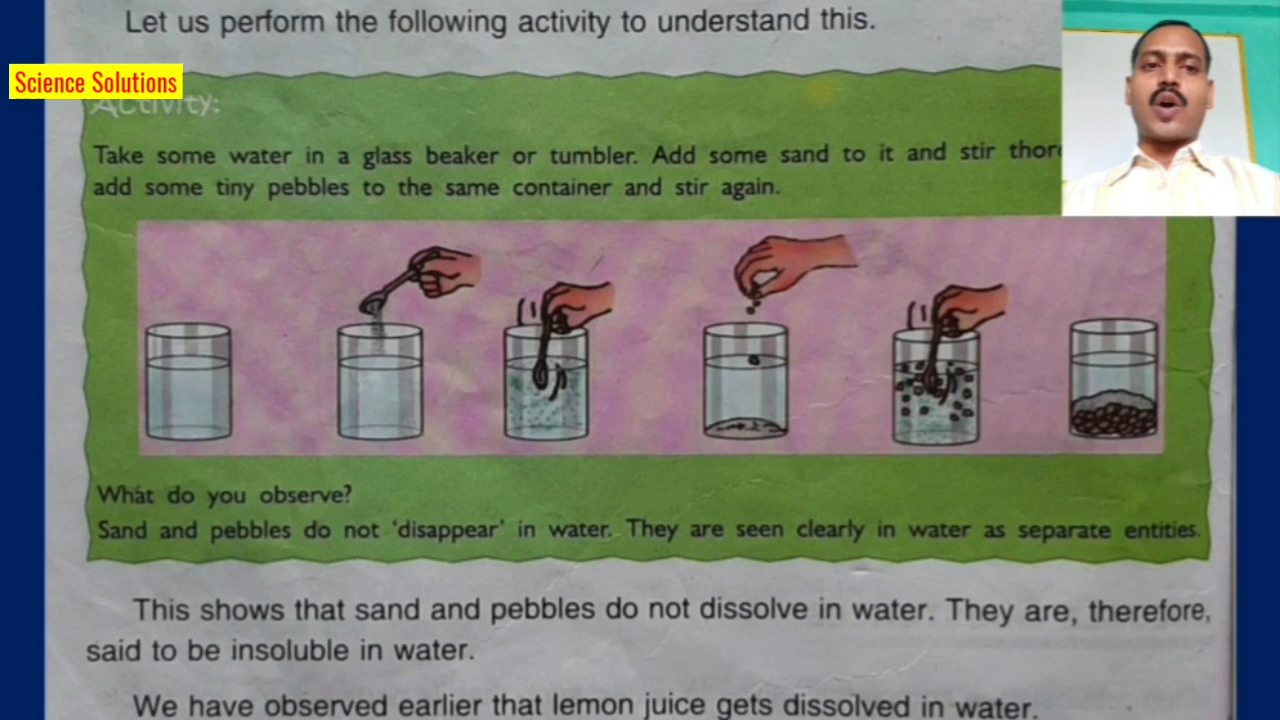 Let us perform the following activity to understand this.
Science Solutions
Activity:
Take some water in a glass beaker or tumbler. Add some sand to it and stir
add some tiny pebbles to the same container and stir again.
What do you observe?
Sand and pebbles do not 'disappear' in water. They are seen clearly in water as separate entities.
This shows that sand and pebbles do not dissolve in water. They are, therefore,
said to be insoluble in water.
We have observed earlier that lemon juice gets dissolved in water.